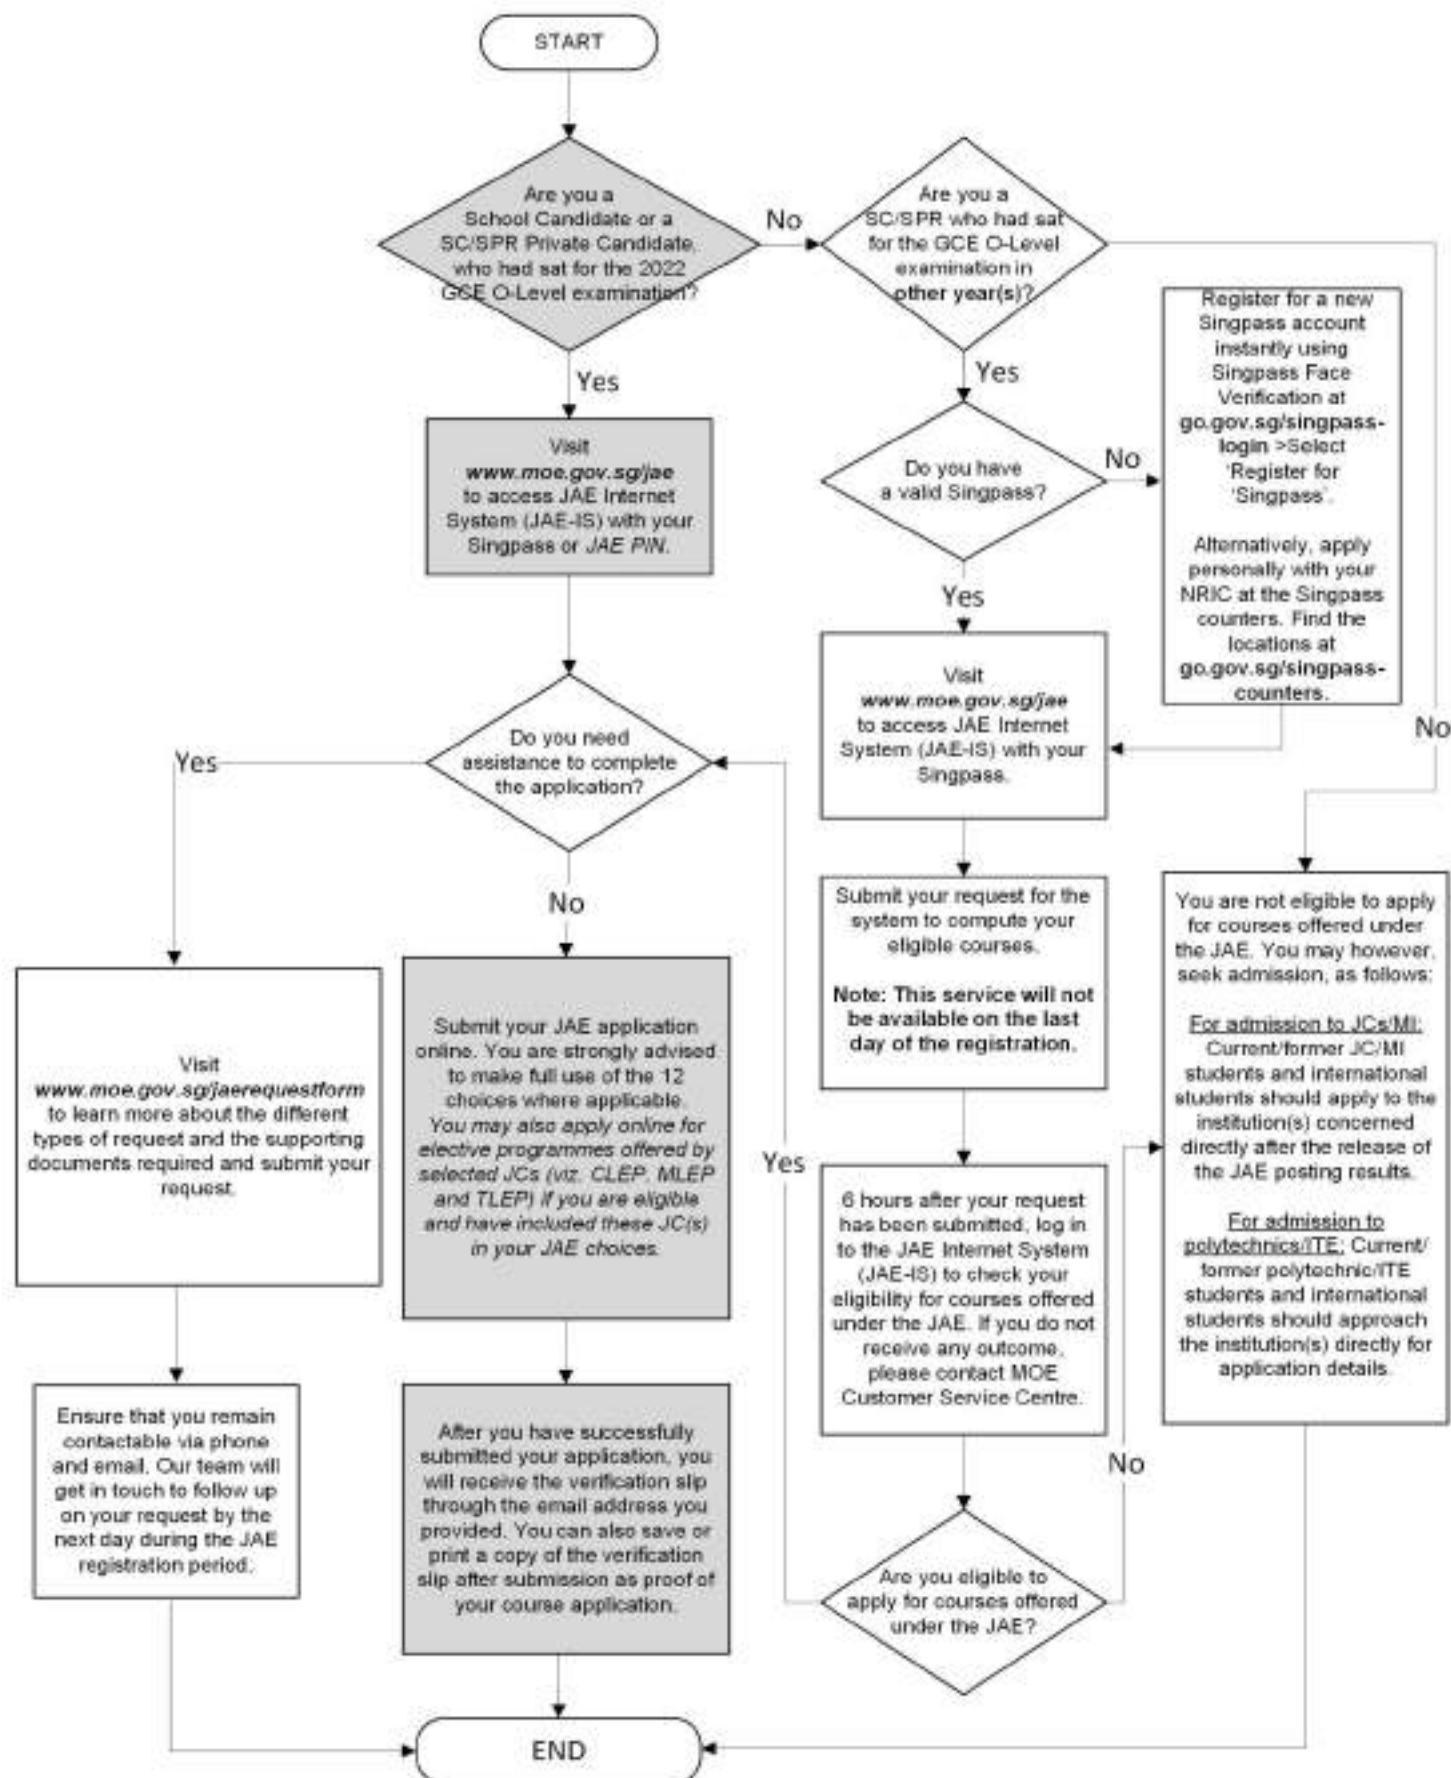 START
Are you a
School Candidate or a
SC/SPR Private Candidate,
who had sat for the 2022
GCE O-Level examination?
No
Are you a
SC/SPR who had sat
for the GCE O-Level
examination in
other year(s)?
Yes
Visit
www.moe.gov.sg/jae
to access JAE Internet
System (JAE-IS) with your
Singpass or JAE PIN.
Yes
Do you have
a valid Singpass?
No
Register for a new
Singpass account
instantly using
Singpass Face
Verification at
go.gov.sg/singpass-
login >Select
'Register for
'Singpass'.
Alternatively, apply
personally with your
NRIC at the Singpass
counters. Find the
locations at
go.gov.sg/singpass-
counters.
No
Yes
Visit
www.moe.gov.sg/jae
to access JAE Internet
System (JAE-IS) with your
Singpass.
Do you need
assistance to complete
the application?
Yes
No
Submit your request for the
system to compute your
eligible courses.
Note: This service will not
be available on the last
day of the registration.
You are not eligible to apply
for courses offered under
the JAE. You may however,
seek admission, as follows:
For admission to JCs/MI:
Current/former JC/MI
students and international
students should apply to the
institution(s) concerned
directly after the release of
the JAE posting results.
For admission to
polytechnics/ITE: Current/
former polytechnic/ITE
students and international
students should approach
the institution(s) directly for
application details.
Visit
www.moe.gov.sg/jaerequestform
to learn more about the different
types of request and the supporting
documents required and submit your
request.
Submit your JAE application
online. You are strongly advised
to make full use of the 12
choices where applicable.
You may also apply online for
elective programmes offered by
selected JCs (viz. CLEP, MLEP
and TLEP) if you are eligible
and have included these JC(s)
in your JAE choices.
Yes
6 hours after your request
has been submitted, log in
to the JAE Internet System
(JAE-IS) to check your
eligibility for courses offered
under the JAE. If you do not
receive any outcome,
please contact MOE
Customer Service Centre.
Ensure that you remain
contactable via phone
and email. Our team will
get in touch to follow up
on your request by the
next day during the JAE
registration period.
After you have successfully
submitted your application, you
will receive the verification slip
through the email address you
provided. You can also save or
print a copy of the verification
slip after submission as proof of
your course application.
No
Are you eligible to
apply for courses offered
under the JAE?
END